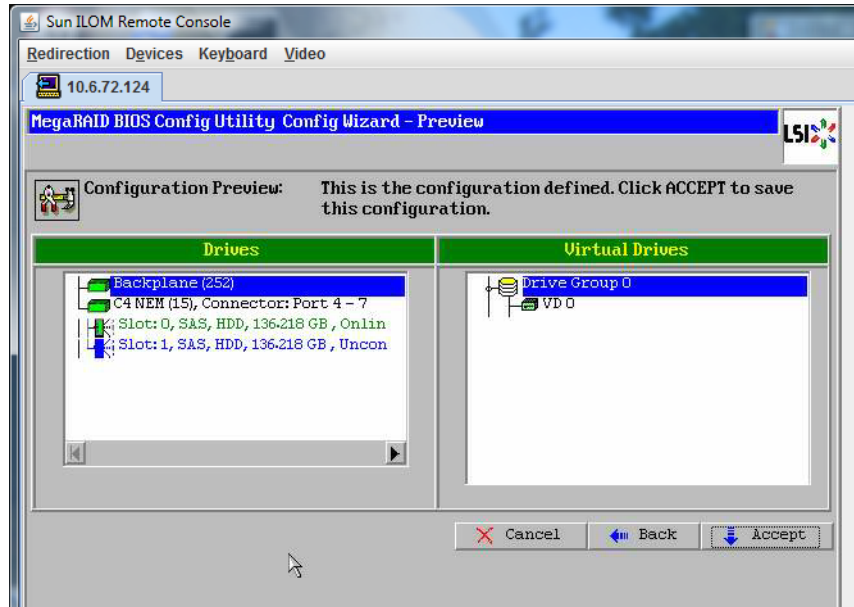 Sun ILOM Remote Console
Redirection Devices Keyboard Video
10.6.72.124
MegaRAID BIOS Config Utility Config Wizard - Preview
LSI
Configuration Preview: This is the configuration defined. Click ACCEPT to save
this configuration.
Drives
Backplane (252)
C4 NEM (15), Connector: Port 4 - 7
Slot: 0, SAS, HDD, 136.218 GB , Onlin
Slot: 1, SAS, HDD, 136.218 GB , Uncon
Virtual Drives
Drive Group 0
VD 0
Cancel Back Accept